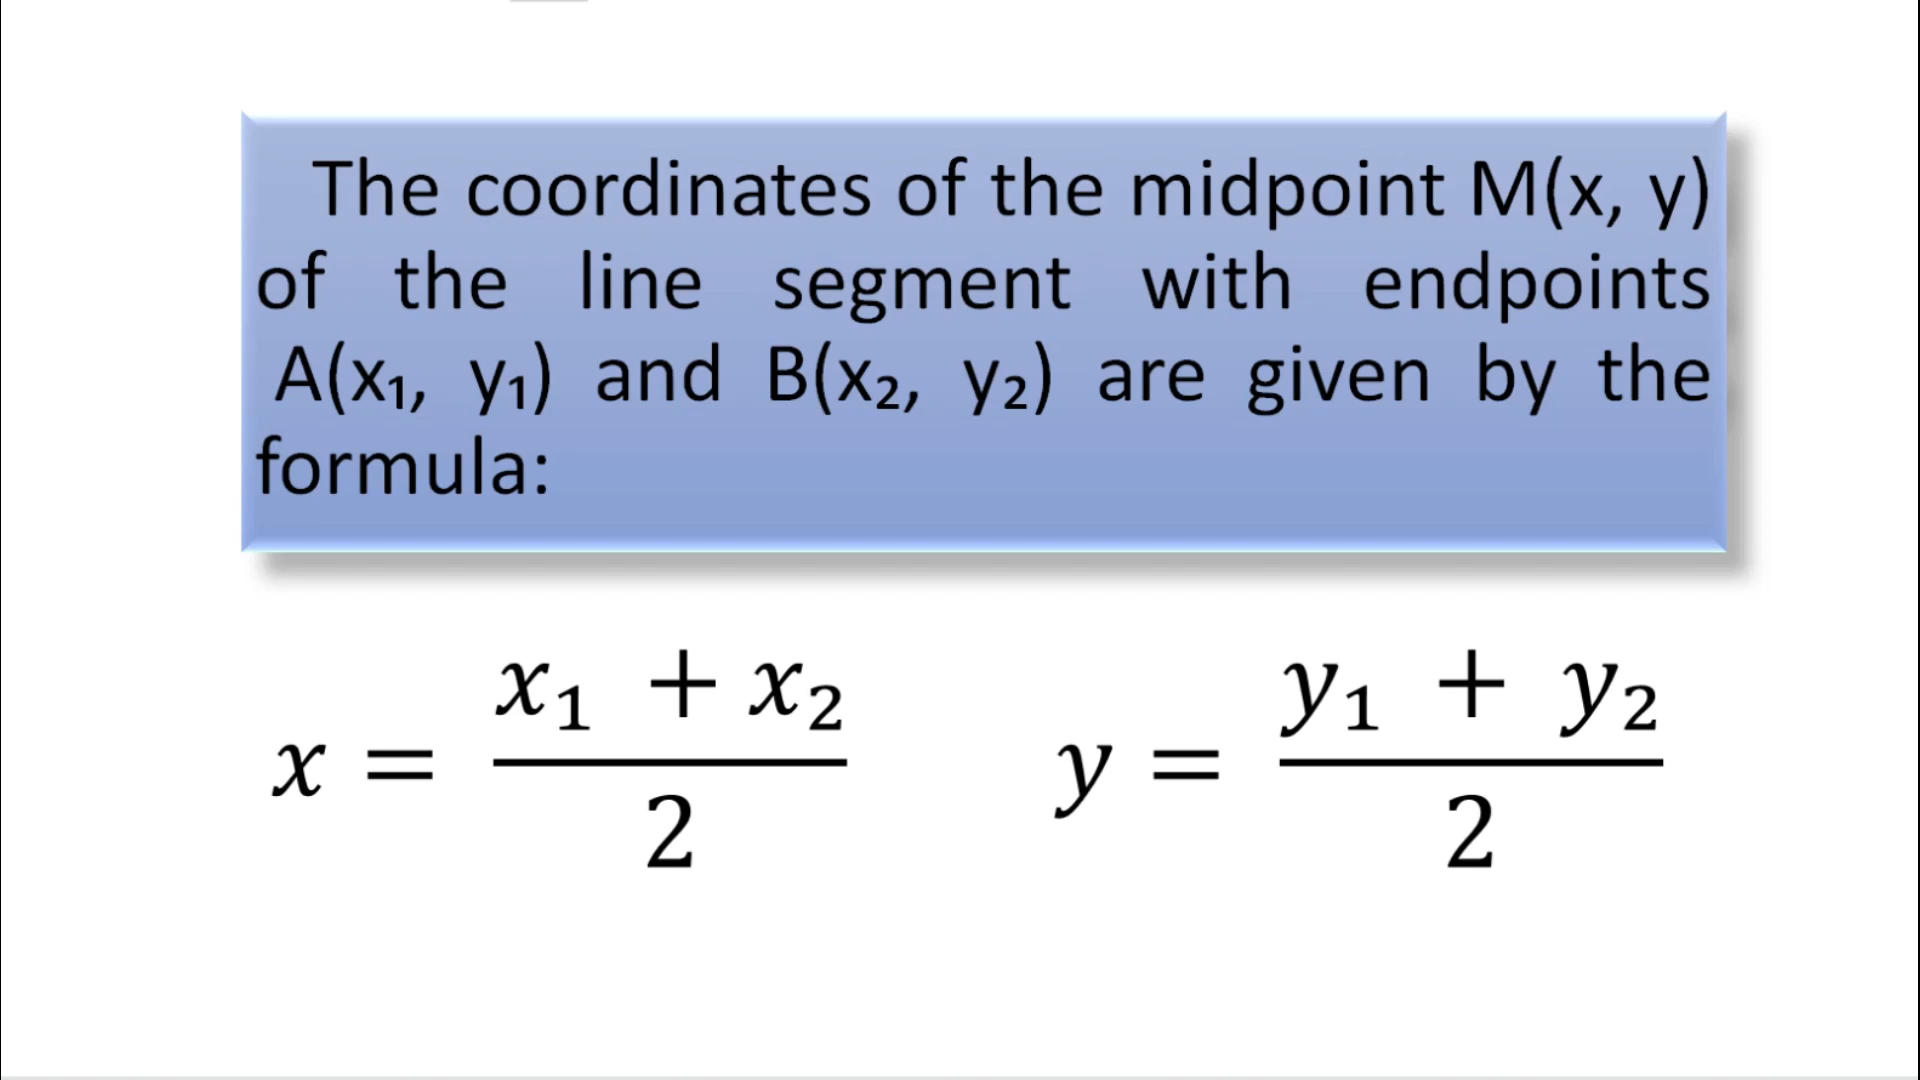 The coordinates of the midpoint M(x, y)
of the line segment with endpoints
A(x₁, y₁) and B(x₂, y₂) are given by the
formula:
x = (x₁ + x₂)/2    y = (y₁ + y₂)/2